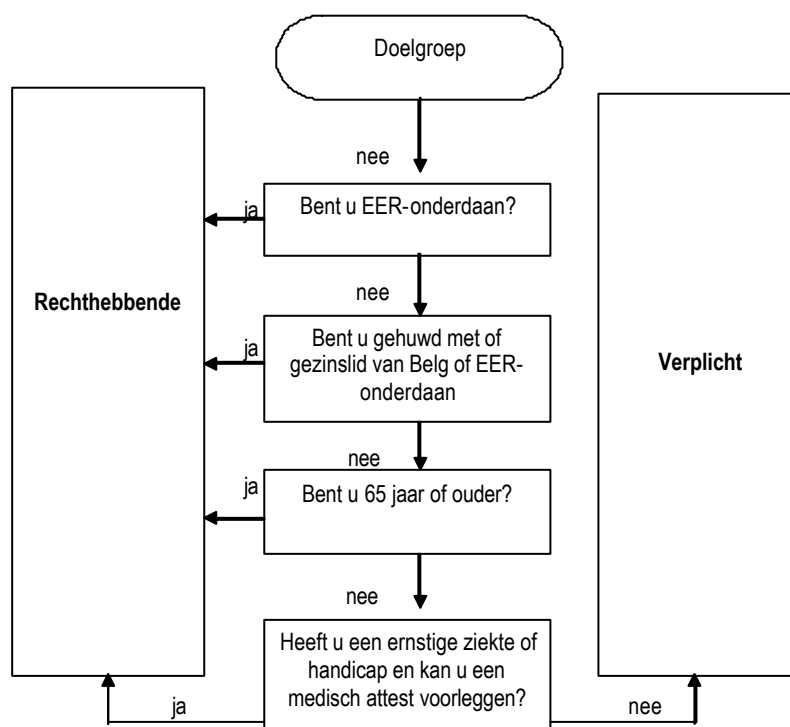 Doelgroep
nee
Bent u EER-onderdaan?
ja
nee
Rechthebbende
Bent u gehuwd met of
gezinslid van Belg of EER-
onderdaan
ja
Verplicht
nee
Bent u 65 jaar of ouder?
ja
nee
Heeft u een ernstige ziekte of
handicap en kan u een
medisch attest voorleggen?
ja
nee